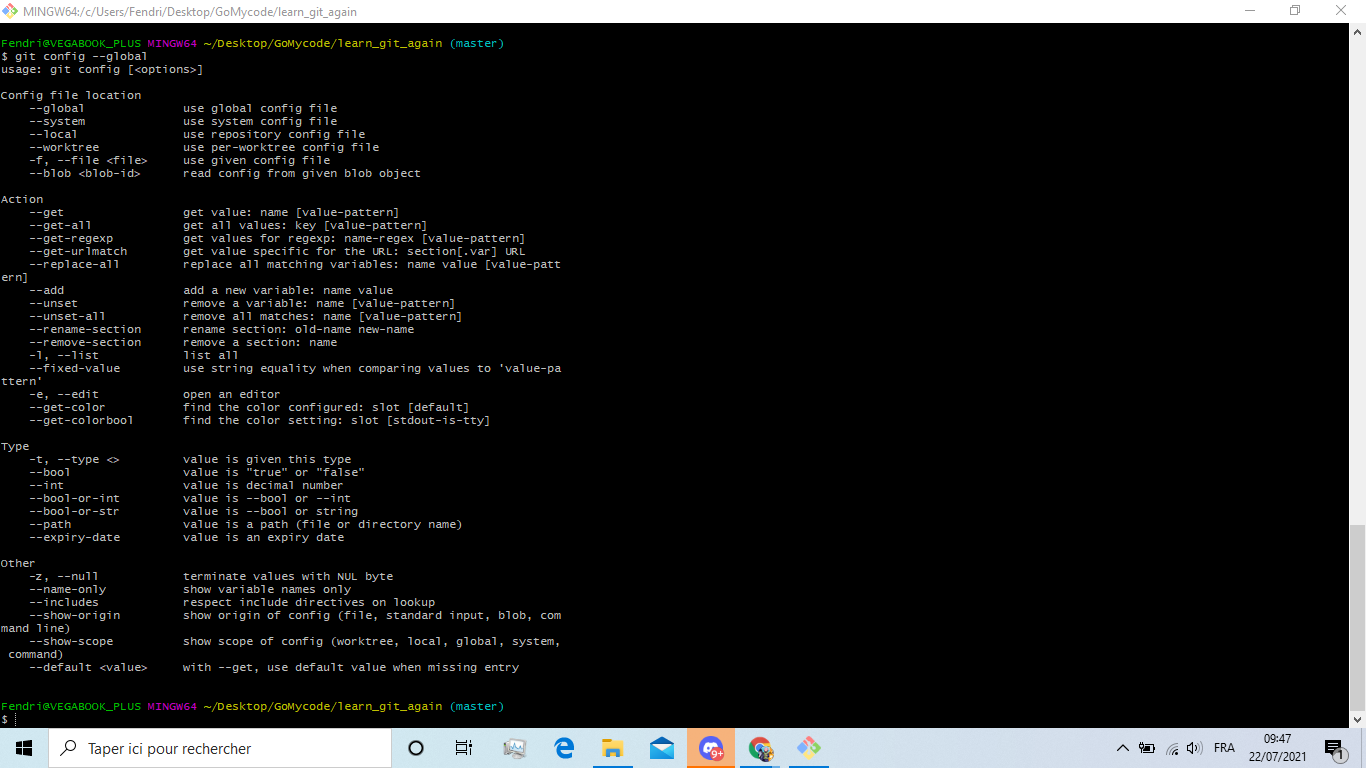 MINGW64:/c/Users/Fendri/Desktop/GoMycode/learn_git_again
Fendri@VEGABOOK_PLUS MINGW64 ~/Desktop/GoMycode/learn_git_again (master)
$ git config --global
usage: git config [<options>]
Config file location
--global use global config file
--system use system config file
--local use repository config file
--worktree use per-worktree config file
-f, --file <file> use given config file
--blob <blob-id> read config from given blob object
Action
--get get value: name [value-pattern]
--get-all get all values: key [value-pattern]
--get-regexp get values for regexp: name-regex [value-pattern]
--get-urlmatch get value specific for the URL: section[.var] URL
--replace-all replace all matching variables: name value [value-patt
ern]
--add add a new variable: name value
--unset remove a variable: name [value-pattern]
--unset-all remove all matches: name [value-pattern]
--rename-section rename section: old-name new-name
--remove-section remove a section: name
-l, --list list all
--fixed-value use string equality when comparing values to 'value-pa
ttern'
-e, --edit open an editor
--get-color find the color configured: slot [default]
--get-colorbool find the color setting: slot [stdout-is-tty]
Type
-t, --type <> value is given this type
--bool value is "true" or "false"
--int value is decimal number
--bool-or-int value is --bool or --int
--bool-or-str value is --bool or string
--path value is a path (file or directory name)
--expiry-date value is an expiry date
Other
-z, --null terminate values with NUL byte
--name-only show variable names only
--includes respect include directives on lookup
--show-origin show origin of config (file, standard input, blob, com
mand line)
--show-scope show scope of config (worktree, local, global, system,
command)
--default <value> with --get, use default value when missing entry
Fendri@VEGABOOK_PLUS MINGW64 ~/Desktop/GoMycode/learn_git_again (master)
$
Taper ici pour rechercher
9+
FRA
09:47
22/07/2021
1